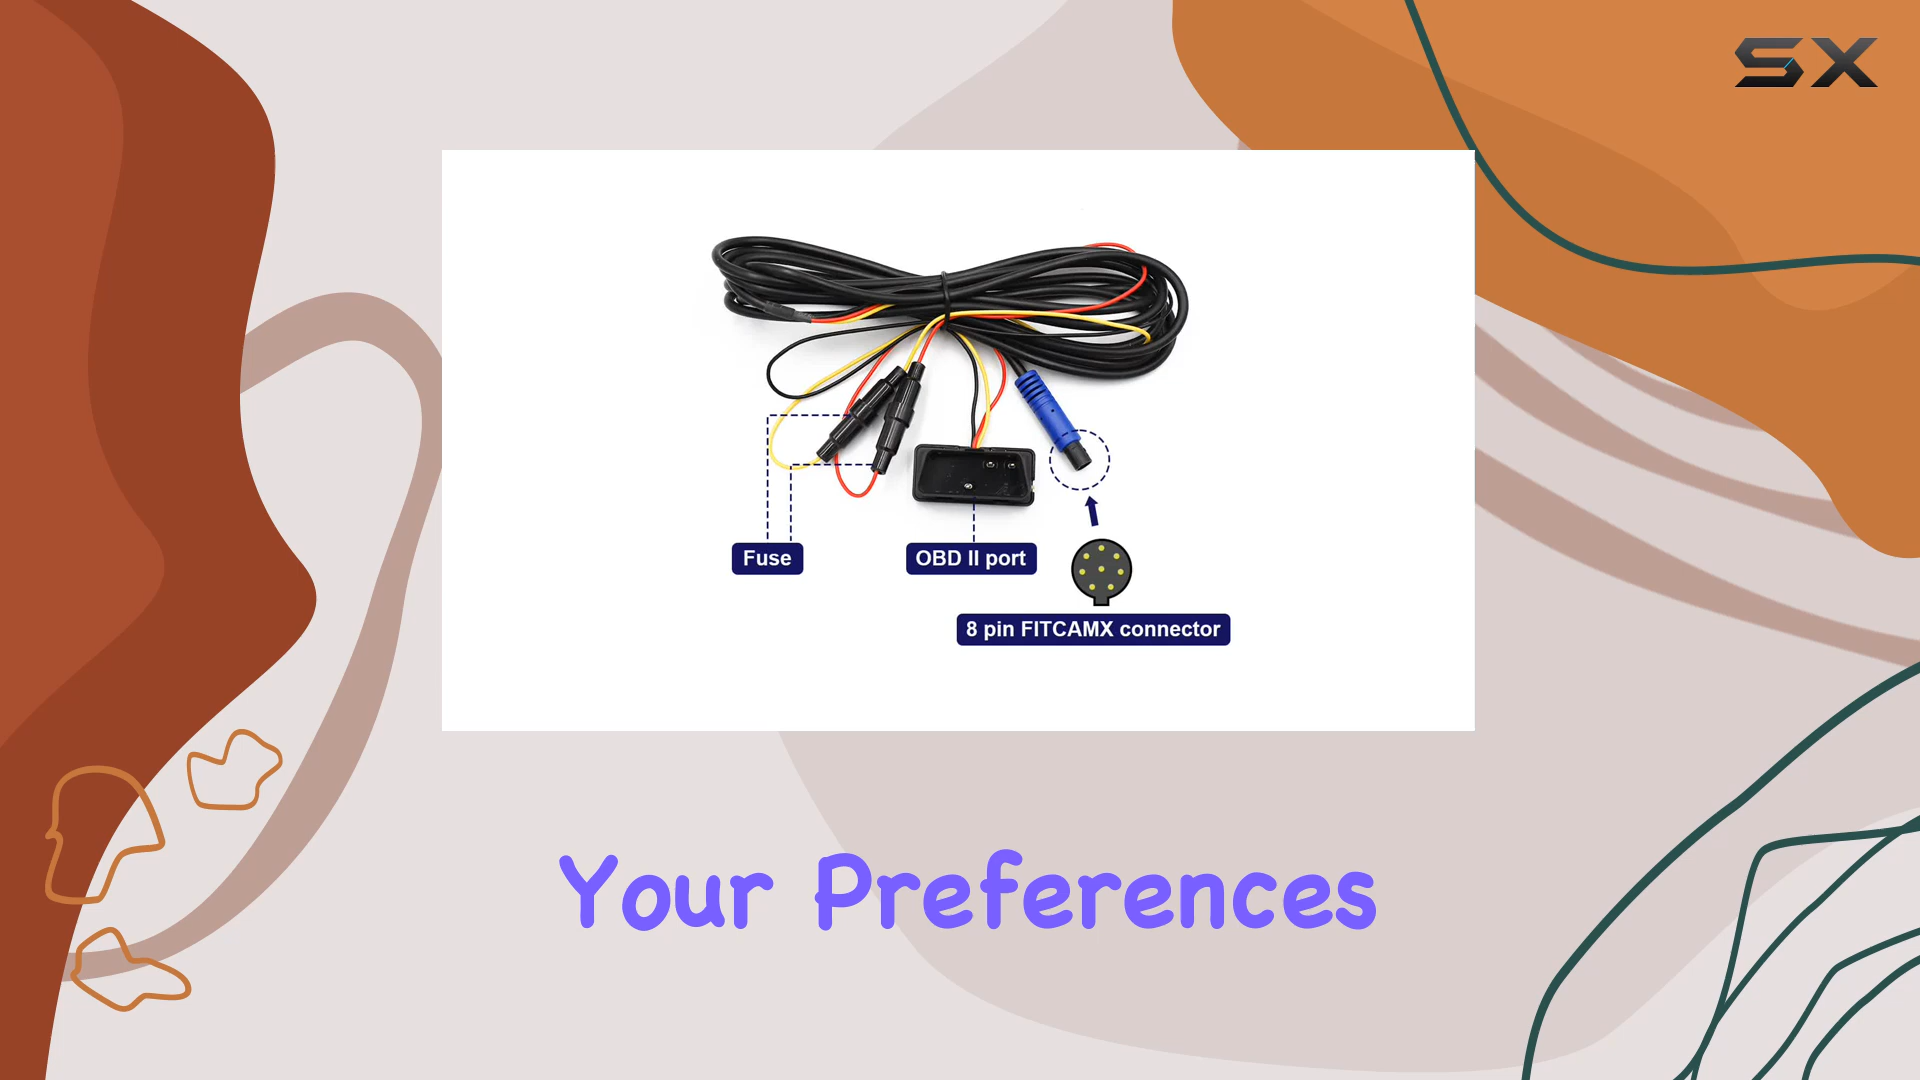 SX
Fuse
OBD II port
8 pin FITCAMX connector
Your Preferences